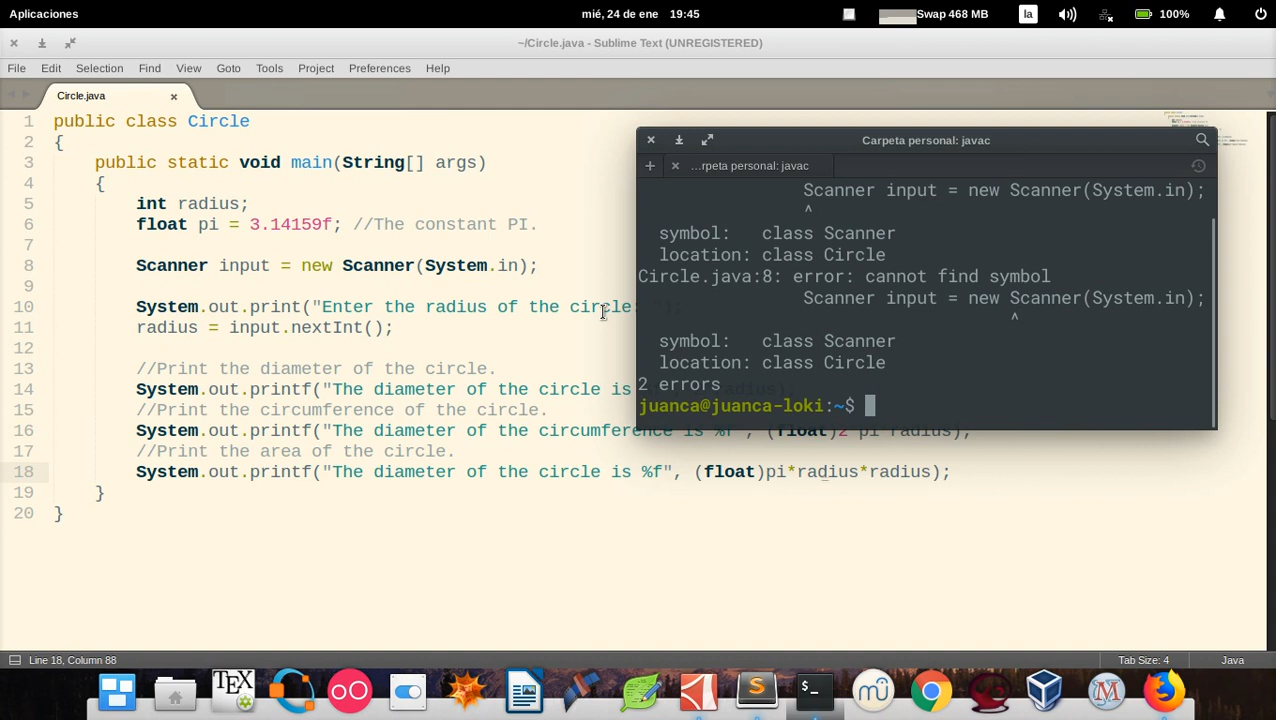 Aplicaciones
mié, 24 de ene 19:45
Swap 468 MB
la
100%
~/Circle.java - Sublime Text (UNREGISTERED)
File Edit Selection Find View Goto Tools Project Preferences Help
Circle.java
1 public class Circle
2 {
3 public static void main(String[] args)
4 {
5 int radius;
6 float pi = 3.14159f; //The constant PI.
7
8 Scanner input = new Scanner(System.in);
9
10 System.out.print("Enter the radius of the circle: ");
11 radius = input.nextInt();
12
13 //Print the diameter of the circle.
14 System.out.printf("The diameter of the circle is
15 //Print the circumference of the circle.
16 System.out.printf("The diameter of the circumference is %f", (float)2*pi*radius);
17 //Print the area of the circle.
18 System.out.printf("The diameter of the circle is %f", (float)pi*radius*radius);
19 }
20 }
Carpeta personal: javac
...rpeta personal: javac
Scanner input = new Scanner(System.in);
^
symbol: class Scanner
location: class Circle
Circle.java:8: error: cannot find symbol
Scanner input = new Scanner(System.in);
^
symbol: class Scanner
location: class Circle
2 errors
juanca@juanca-loki:~$
Line 18, Column 88
Tab Size: 4
Java
TEX
S
>_
mu
M